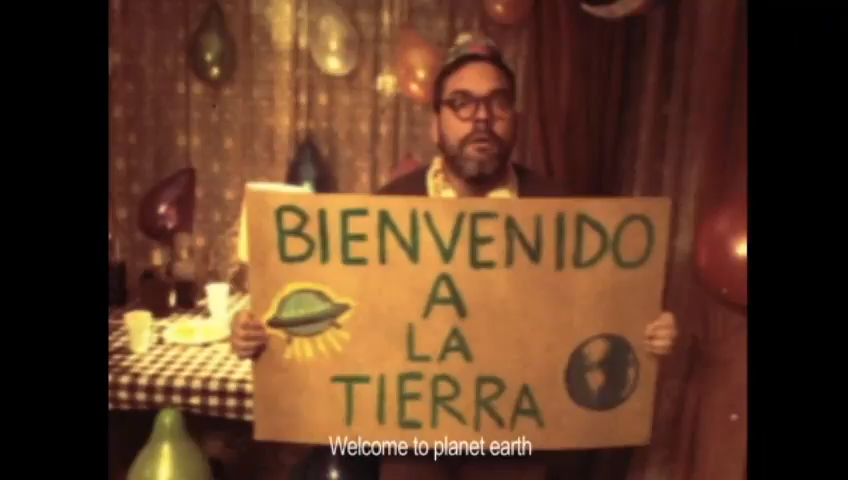 BIENVENIDO
A
LA
TIERRA
Welcome to planet earth